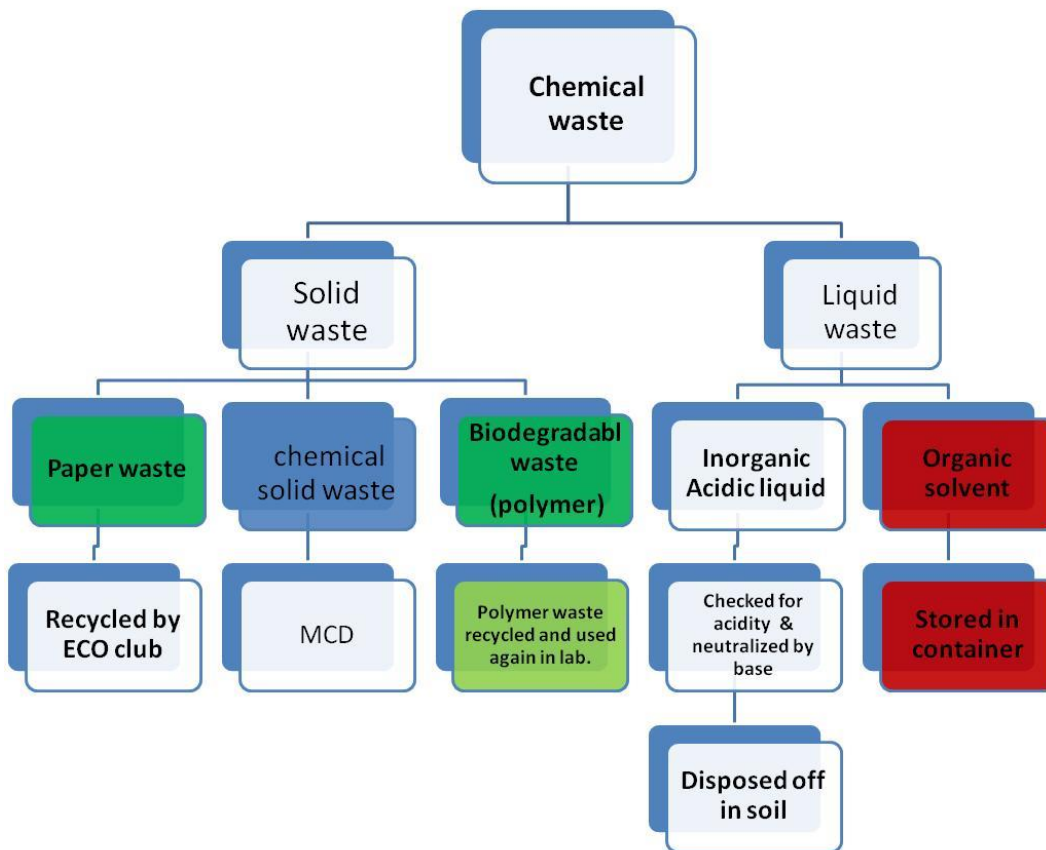 Chemical
waste
Solid
waste
Liquid
waste
Paper waste
chemical
solid waste
Biodegradabl
waste
(polymer)
Inorganic
Acidic liquid
Organic
solvent
Recycled by
ECO club
MCD
Polymer waste
recycled and used
again in lab.
Checked for
acidity &
neutralized by
base
Stored in
container
Disposed off
in soil